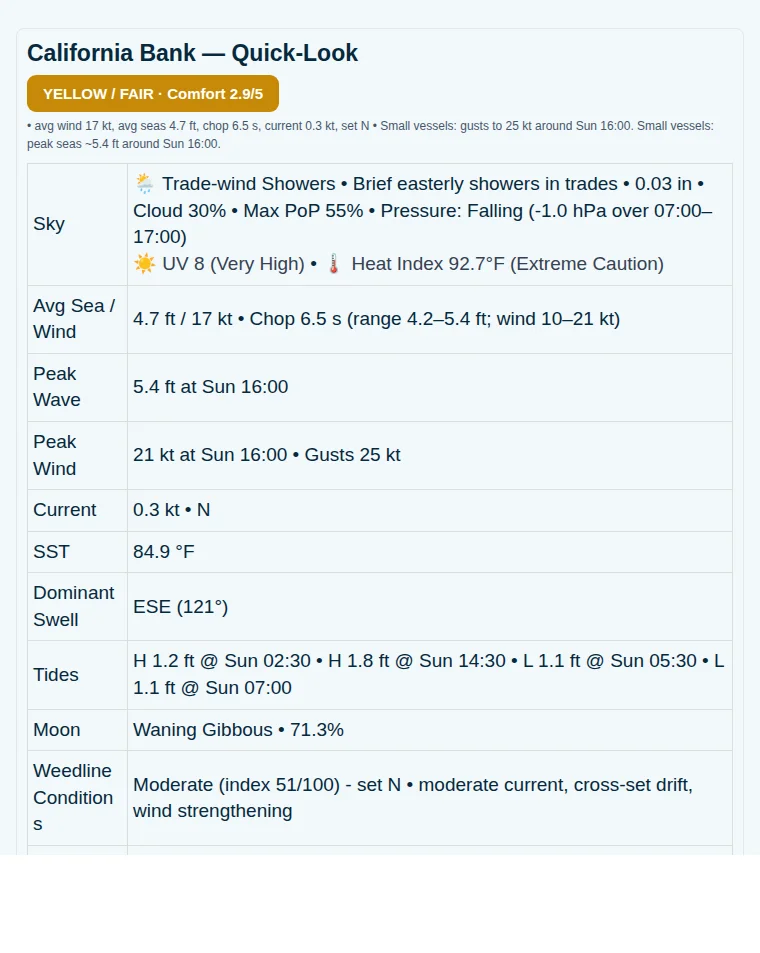 California Bank — Quick-Look
YELLOW / FAIR · Comfort 2.9/5
• avg wind 17 kt, avg seas 4.7 ft, chop 6.5 s, current 0.3 kt, set N • Small vessels: gusts to 25 kt around Sun 16:00. Small vessels:
peak seas ~5.4 ft around Sun 16:00.
Sky
🌦️ Trade-wind Showers • Brief easterly showers in trades • 0.03 in •
Cloud 30% • Max PoP 55% • Pressure: Falling (-1.0 hPa over 07:00–
17:00)
☀️ UV 8 (Very High) • 🌡️ Heat Index 92.7°F (Extreme Caution)
Avg Sea /
Wind
4.7 ft / 17 kt • Chop 6.5 s (range 4.2–5.4 ft; wind 10–21 kt)
Peak
Wave
5.4 ft at Sun 16:00
Peak
Wind
21 kt at Sun 16:00 • Gusts 25 kt
Current
0.3 kt • N
SST
84.9 °F
Dominant
Swell
ESE (121°)
Tides
H 1.2 ft @ Sun 02:30 • H 1.8 ft @ Sun 14:30 • L 1.1 ft @ Sun 05:30 • L
1.1 ft @ Sun 07:00
Moon
Waning Gibbous • 71.3%
Weedline
Condition
s
Moderate (index 51/100) - set N • moderate current, cross-set drift,
wind strengthening